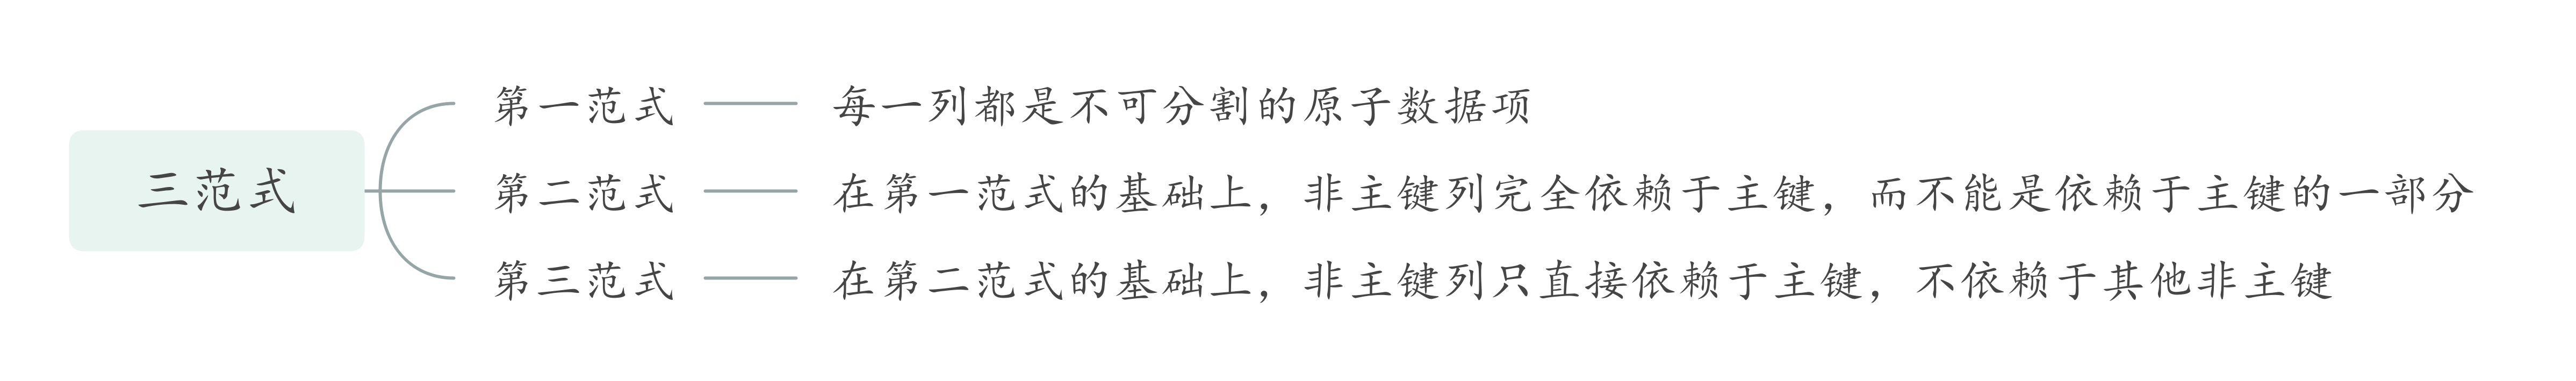 三范式
第一范式
每一列都是不可分割的原子数据项
第二范式
在第一范式的基础上，非主键列完全依赖于主键，而不能是依赖于主键的一部分
第三范式
在第二范式的基础上，非主键列只直接依赖于主键，不依赖于其他非主键